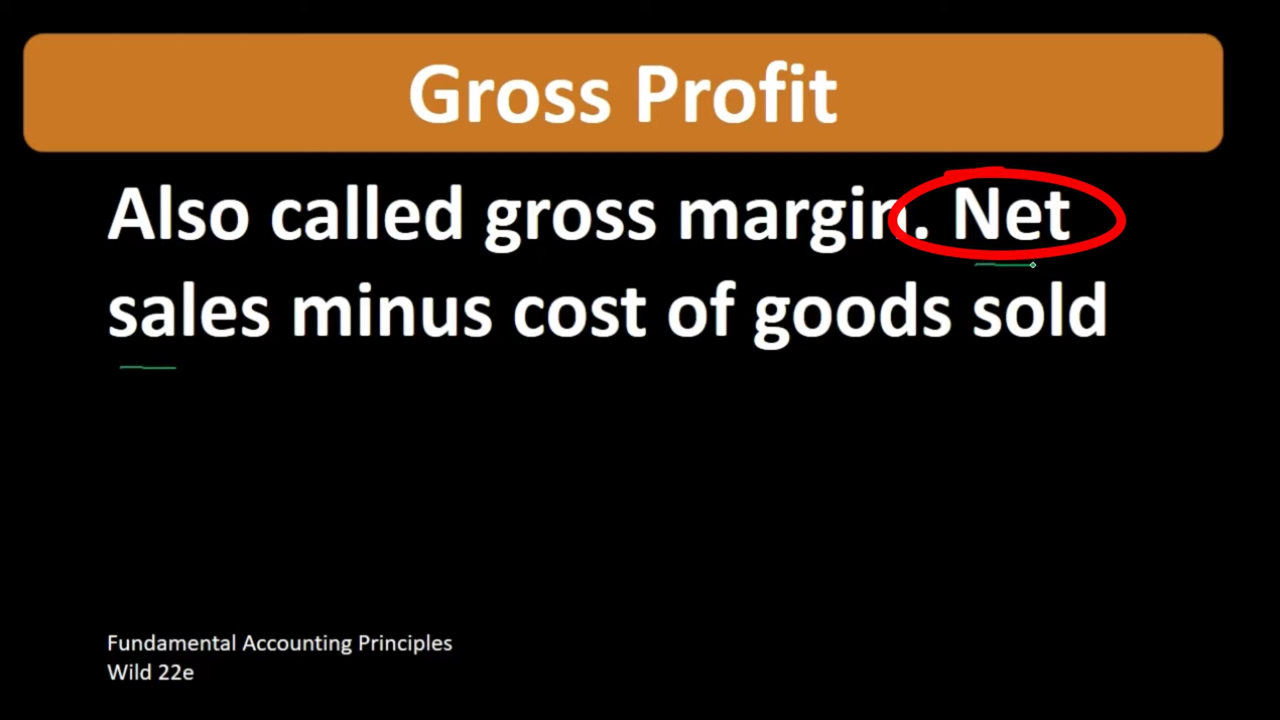 Gross Profit
Also called gross margin. Net
sales minus cost of goods sold
Fundamental Accounting Principles
Wild 22e